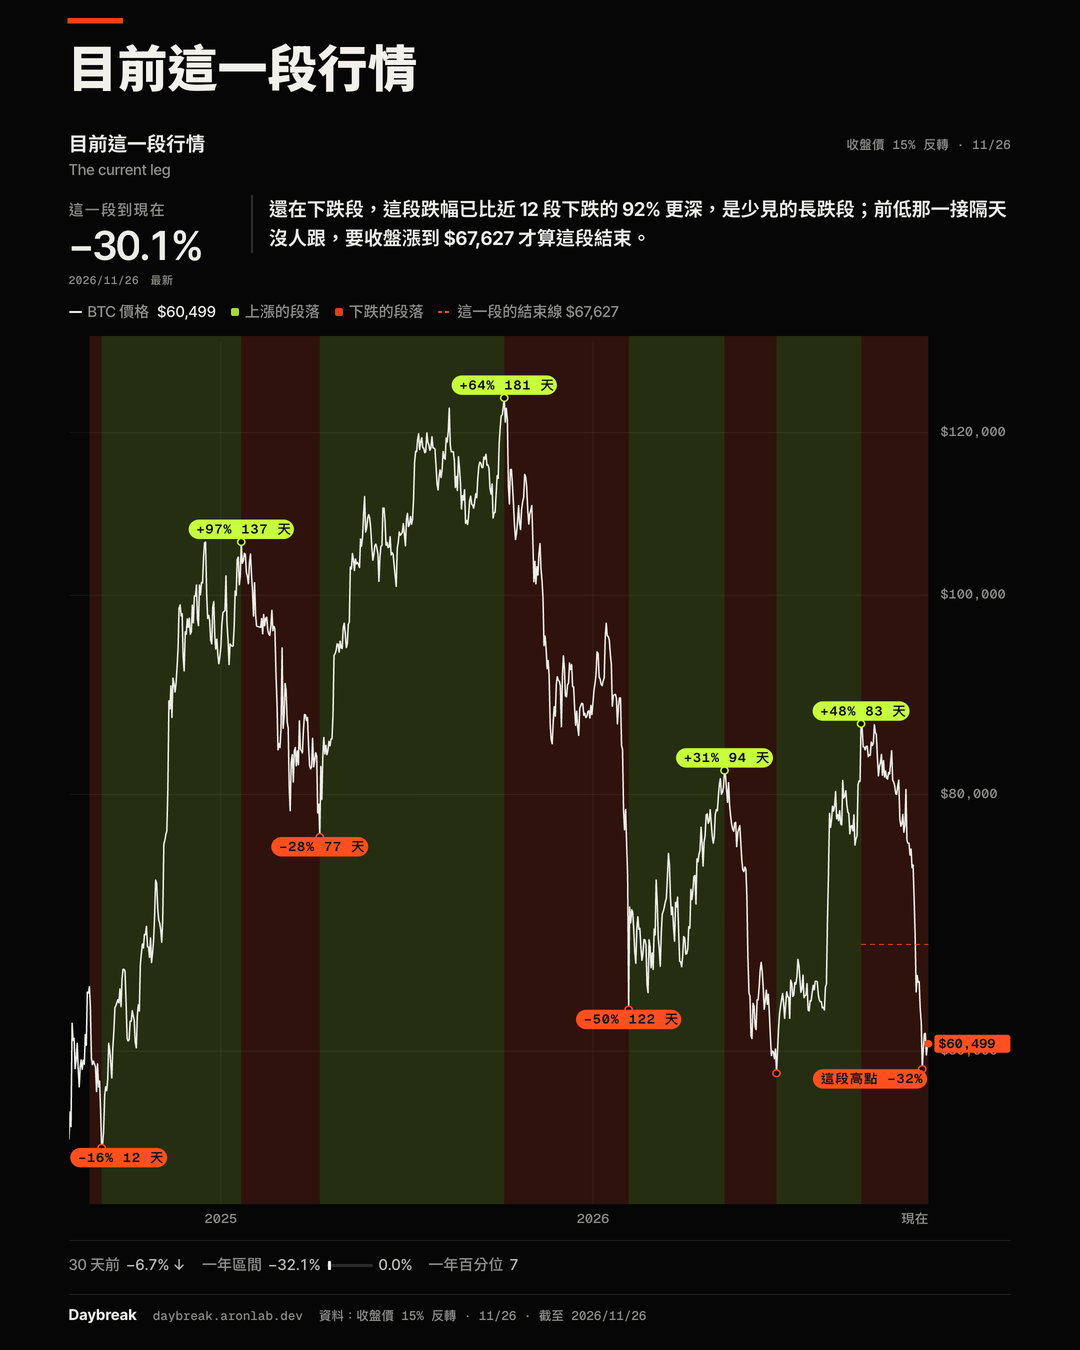 目前這一段行情
目前這一段行情
收盤價 15% 反轉 · 11/26
The current leg
這一段到現在
−30.1%
2026/11/26 最新
還在下跌段，這段跌幅已比近 12 段下跌的 92% 更深，是少見的長跌段；前低那一接隔天
沒人跟，要收盤漲到 $67,627 才算這段結束。
BTC 價格 $60,499 上漲的段落 下跌的段落 這一段的結束線 $67,627
+64% 181 天
$120,000
+97% 137 天
$100,000
+48% 83 天
+31% 94 天
$80,000
−28% 77 天
−50% 122 天
$60,499
這段高點 −32%
−16% 12 天
2025 2026 現在
30 天前 −6.7% ↓ 一年區間 −32.1% 0.0% 一年百分位 7
Daybreak daybreak.aronlab.dev 資料：收盤價 15% 反轉 · 11/26 · 截至 2026/11/26